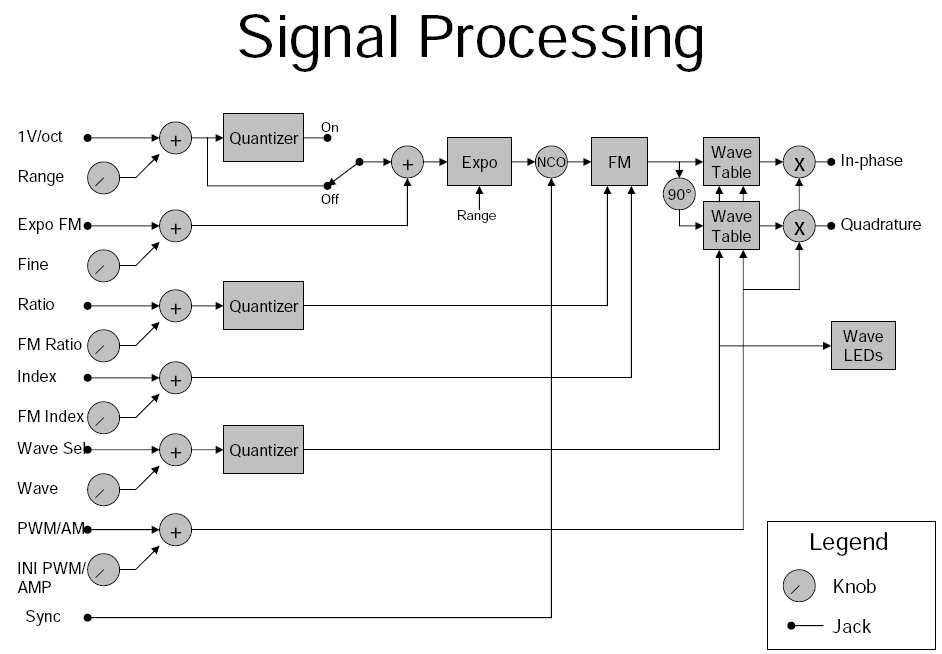 Signal Processing
1V/oct
+
Quantizer
On
Range
Off
+
Expo
Range
NCO
FM
90°
Wave
Table
Wave
Table
X
In-phase
X
Quadrature
Expo FM
+
Fine
Ratio
+
Quantizer
FM Ratio
Index
+
FM Index
Wave Sel
+
Quantizer
Wave
Wave
LEDs
PWM/AM
+
INI PWM/
AMP
Sync
Legend
Knob
Jack